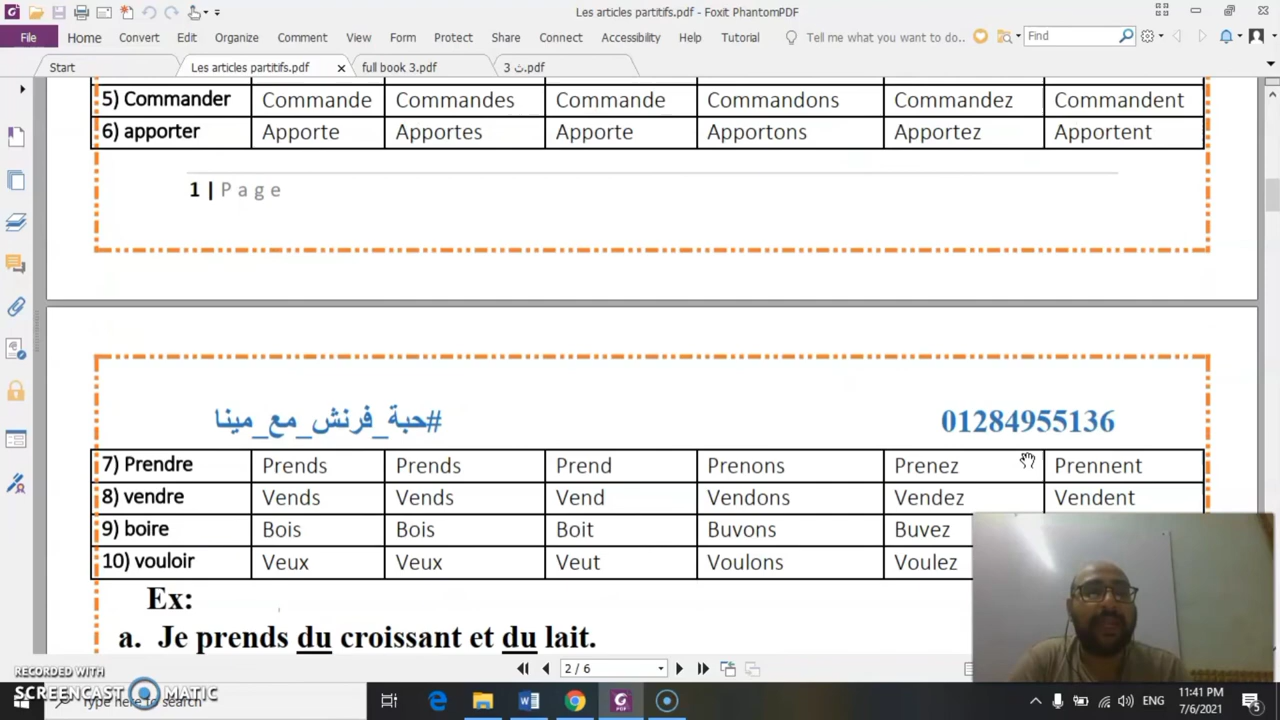 Les articles partitifs.pdf - Foxit PhantomPDF
File Home Convert Edit Organize Comment View Form Protect Share Connect Accessibility Help Tutorial Tell me what you want to do.. Find
Start Les articles partitifs.pdf full book 3.pdf 3 ث.pdf
5) Commander Commande Commandes Commande Commandons Commandez Commandent
6) apporter Apporte Apportes Apporte Apportons Apportez Apportent
1 | Page
#حبة_فرنش_مع_مينا 01284955136
7) Prendre Prends Prends Prend Prenons Prenez Prennent
8) vendre Vends Vends Vend Vendons Vendez Vendent
9) boire Bois Bois Boit Buvons Buvez
10) vouloir Veux Veux Veut Voulons Voulez
Ex:
a. Je prends du croissant et du lait.
2 / 6
RECORDED WITH
SCREENCAST MATIC
Type here to search
ENG
11:41 PM
7/6/2021
5